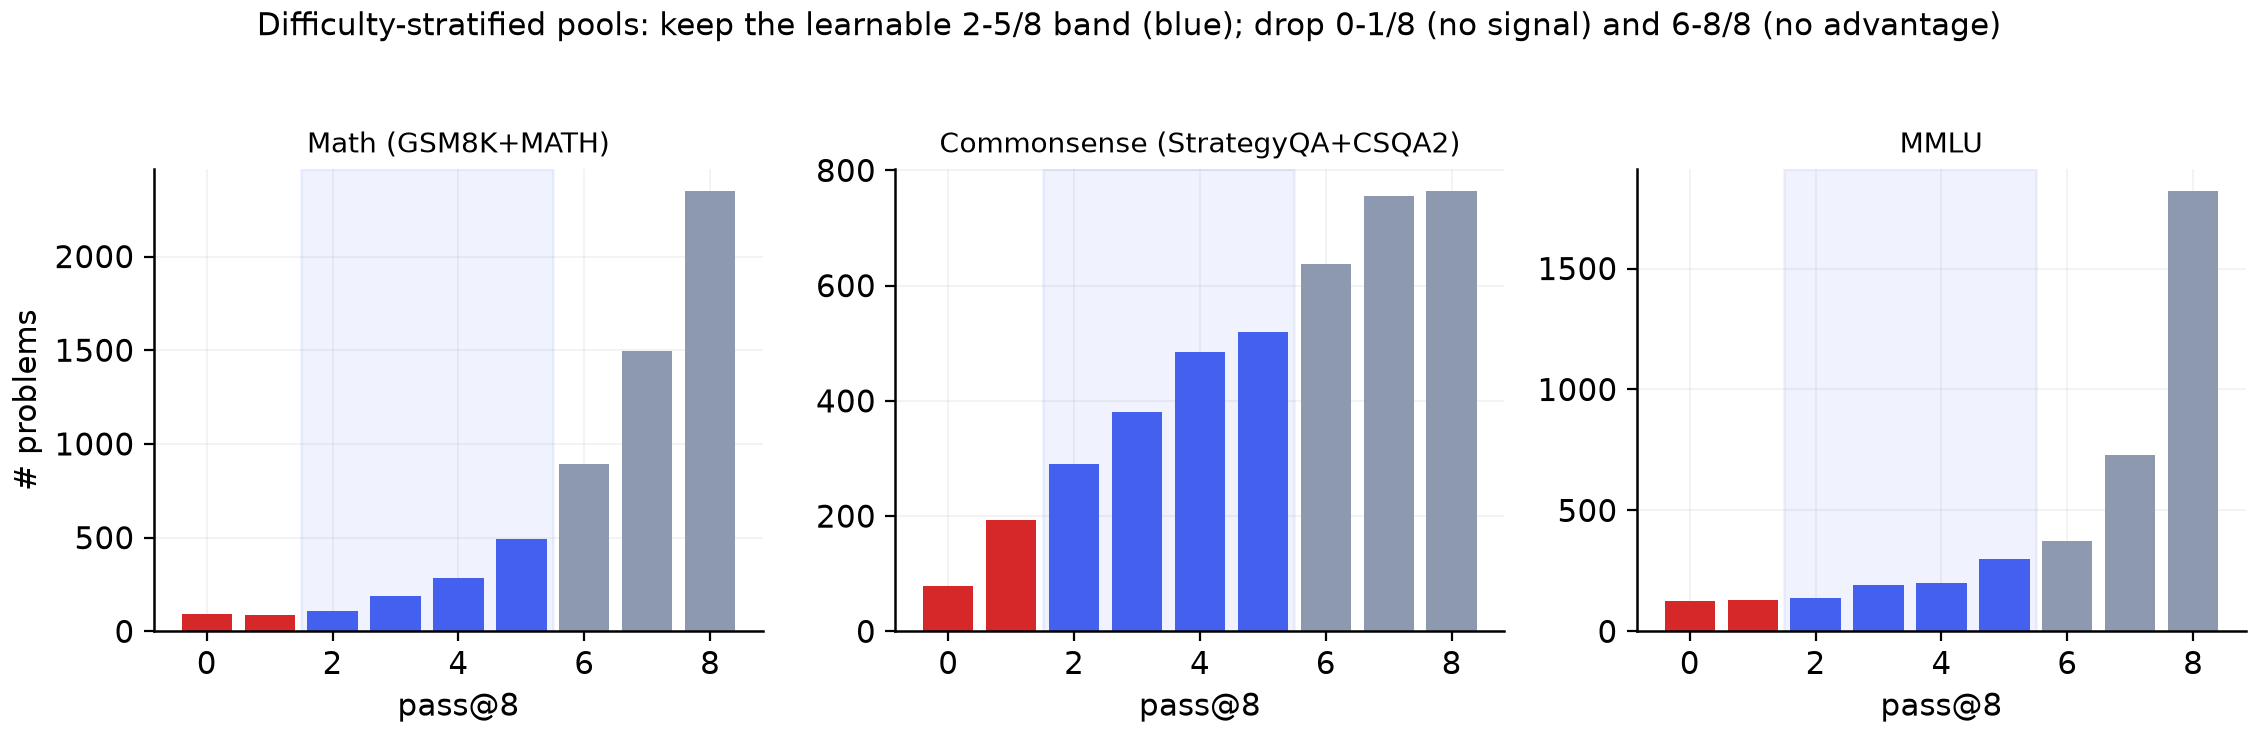 Difficulty-stratified pools: keep the learnable 2-5/8 band (blue); drop 0-1/8 (no signal) and 6-8/8 (no advantage)
Math (GSM8K+MATH)
# problems
2000
1500
1000
500
0
0 2 4 6 8
pass@8
Commonsense (StrategyQA+CSQA2)
800
600
400
200
0
0 2 4 6 8
pass@8
MMLU
1500
1000
500
0
0 2 4 6 8
pass@8